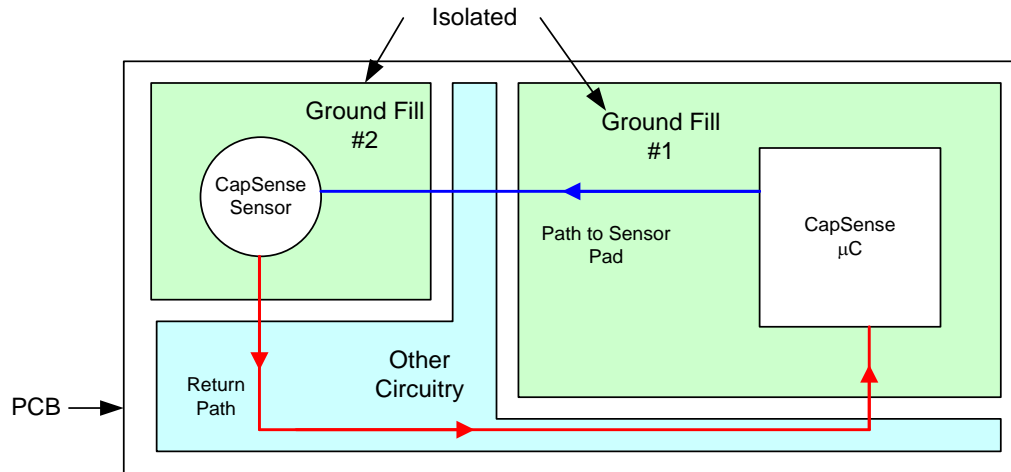 Isolated
Ground Fill
#2
Ground Fill
#1
CapSense
Sensor
CapSense
μC
Path to Sensor
Pad
Other
Circuitry
Return
Path
PCB